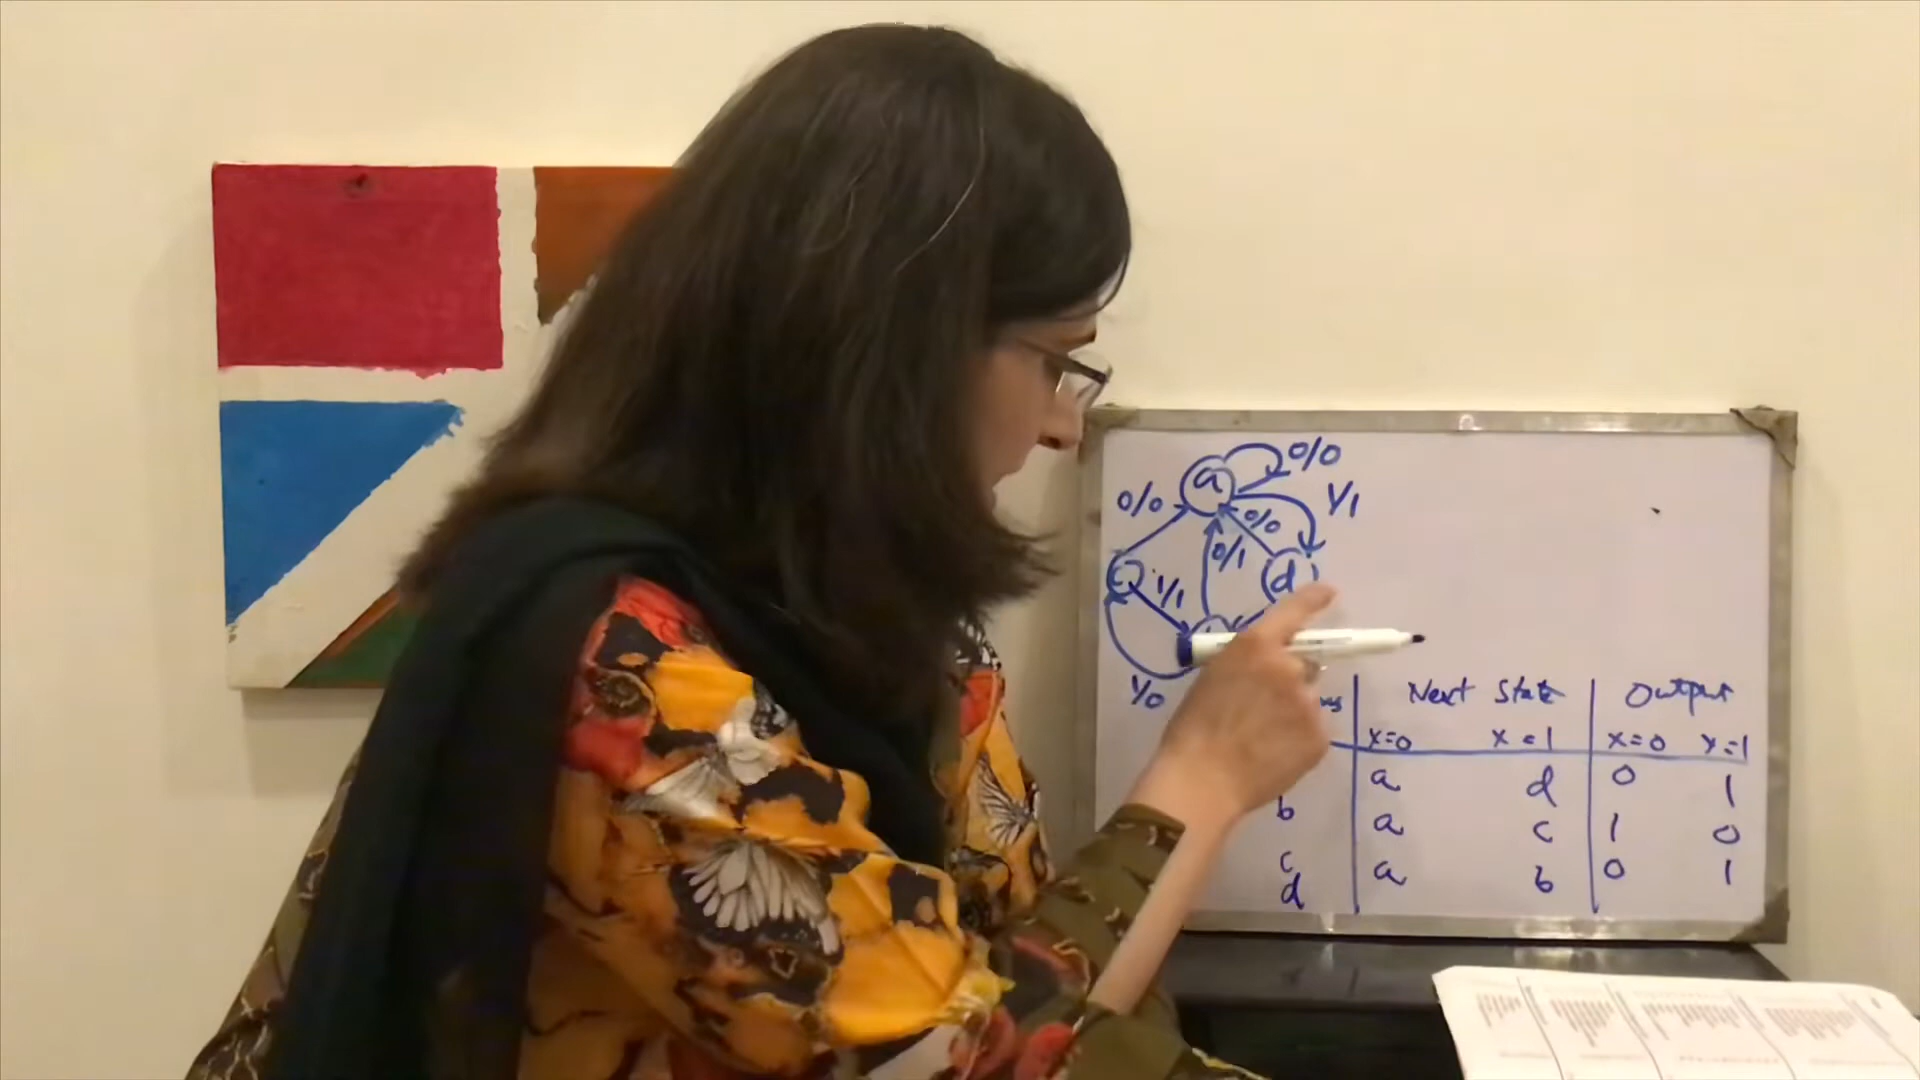 a 0/0
1/1
0/0
0/0
0/1
c 1/1
d
1/0
Next State Output
x=0 x=1 x=0 x=1
a d 0 1
b a c 1 0
c a b 0 1
d